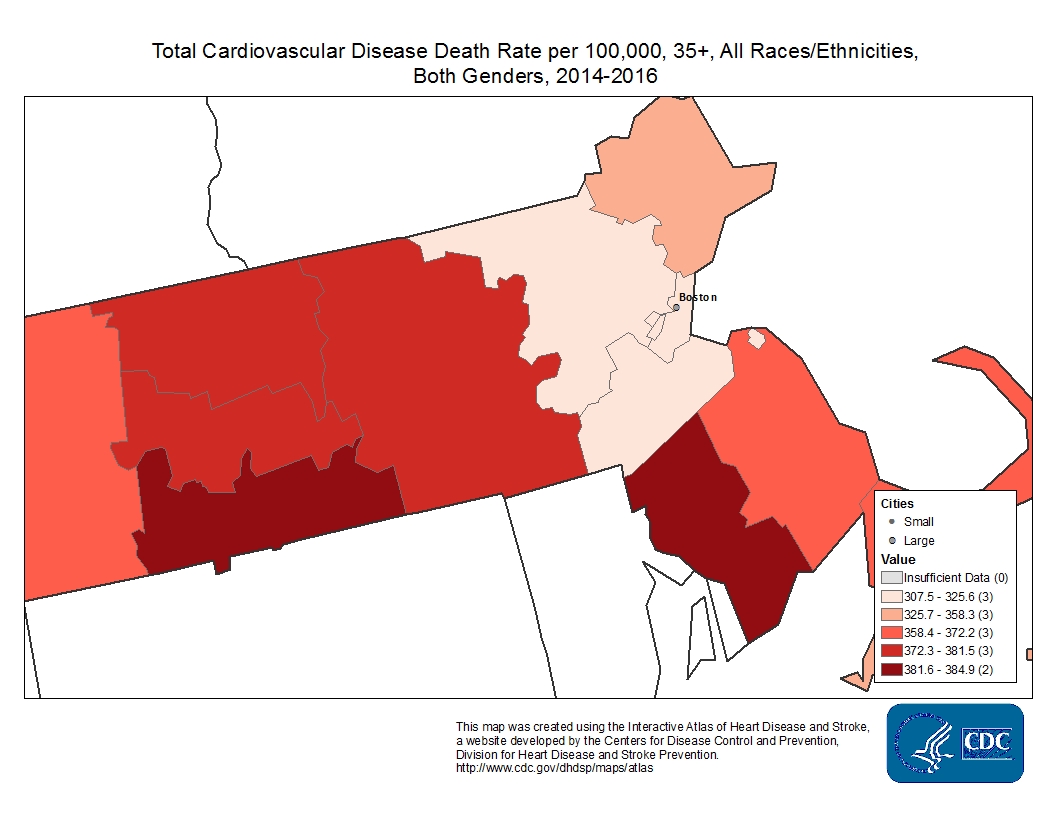 Total Cardiovascular Disease Death Rate per 100,000, 35+, All Races/Ethnicities,
Both Genders, 2014-2016
Boston
Cities
Small
Large
Value
Insufficient Data (0)
307.5 - 325.6 (3)
325.7 - 358.3 (3)
358.4 - 372.2 (3)
372.3 - 381.5 (3)
381.6 - 384.9 (2)
This map was created using the Interactive Atlas of Heart Disease and Stroke,
a website developed by the Centers for Disease Control and Prevention,
Division for Heart Disease and Stroke Prevention.
http://www.cdc.gov/dhdsp/maps/atlas
CDC